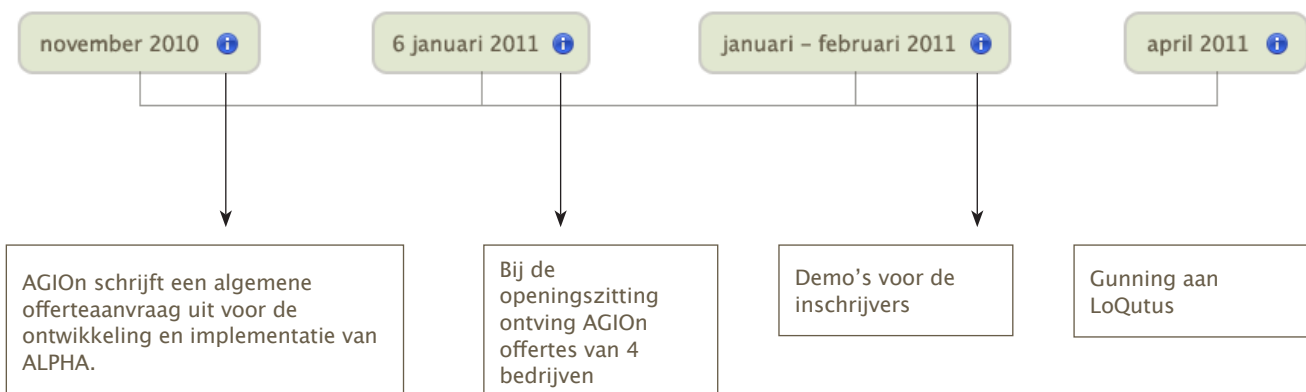 november 2010
6 januari 2011
januari – februari 2011
april 2011
AGIOn schrijft een algemene
offerteaanvraag uit voor de
ontwikkeling en implementatie van
ALPHA.
Bij de
openingszitting
ontving AGIOn
offertes van 4
bedrijven
Demo's voor de
inschrijvers
Gunning aan
LoQutus